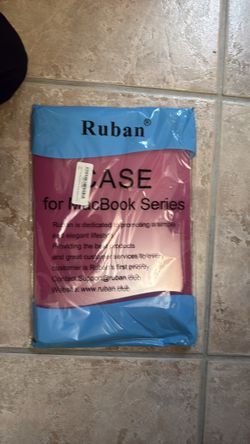 Ruban®
CASE
for MacBook Series
Ruban is dedicated to promoting a simple
and elegant lifestyle.
Providing the best products
and great customer services to every
customer is Ruban's first priority.
Contact:Support@ruban.club
Website: www.ruban.club